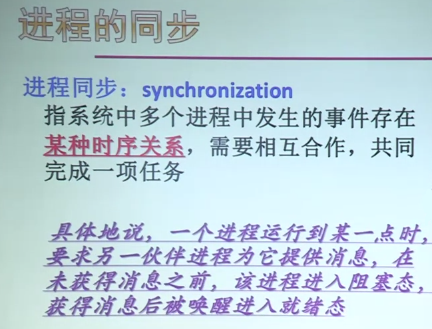 进程的同步
进程同步：synchronization
指系统中多个进程中发生的事件存在
某种时序关系，需要相互合作，共同
完成一项任务
具体地说，一个进程运行到某一点时，
要求另一伙伴进程为它提供消息，在
未获得消息之前，该进程进入阻塞态，
获得消息后被唤醒进入就绪态